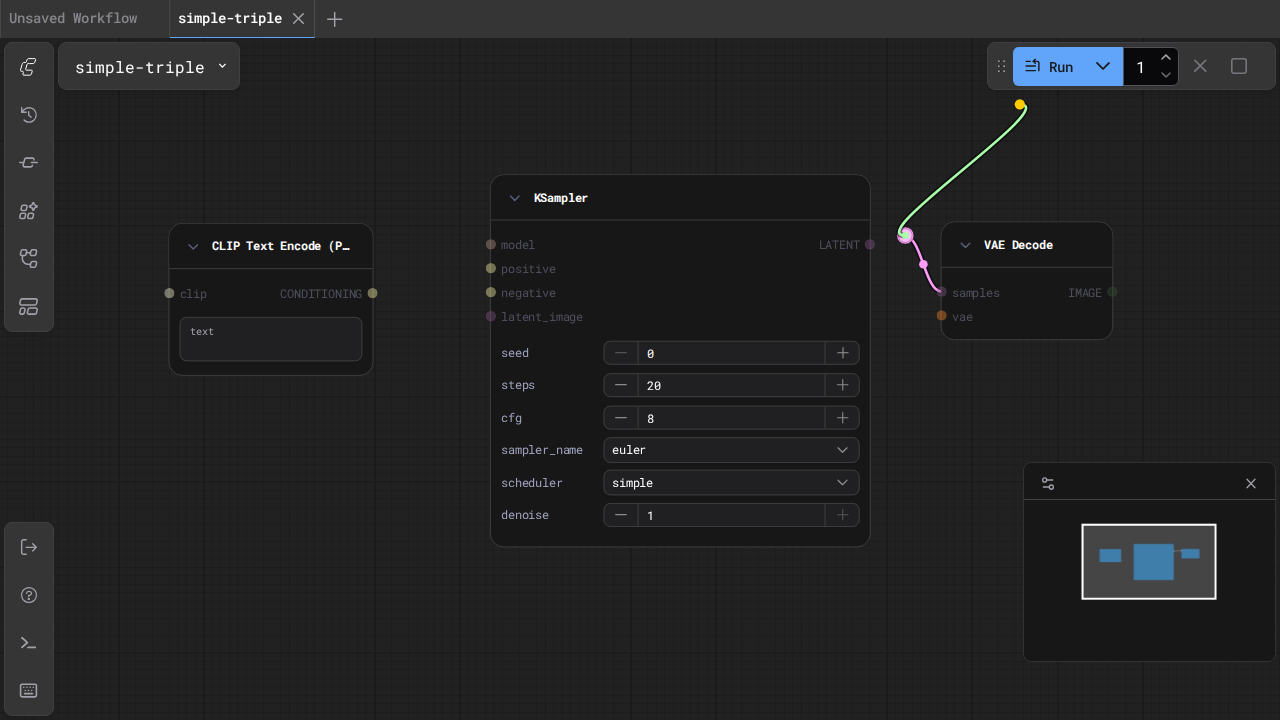 Unsaved Workflow
simple-triple
simple-triple
Run
1
CLIP Text Encode (P…
clip
CONDITIONING
text
KSampler
model
LATENT
positive
negative
latent_image
seed
0
steps
20
cfg
8
sampler_name
euler
scheduler
simple
denoise
1
VAE Decode
samples
IMAGE
vae